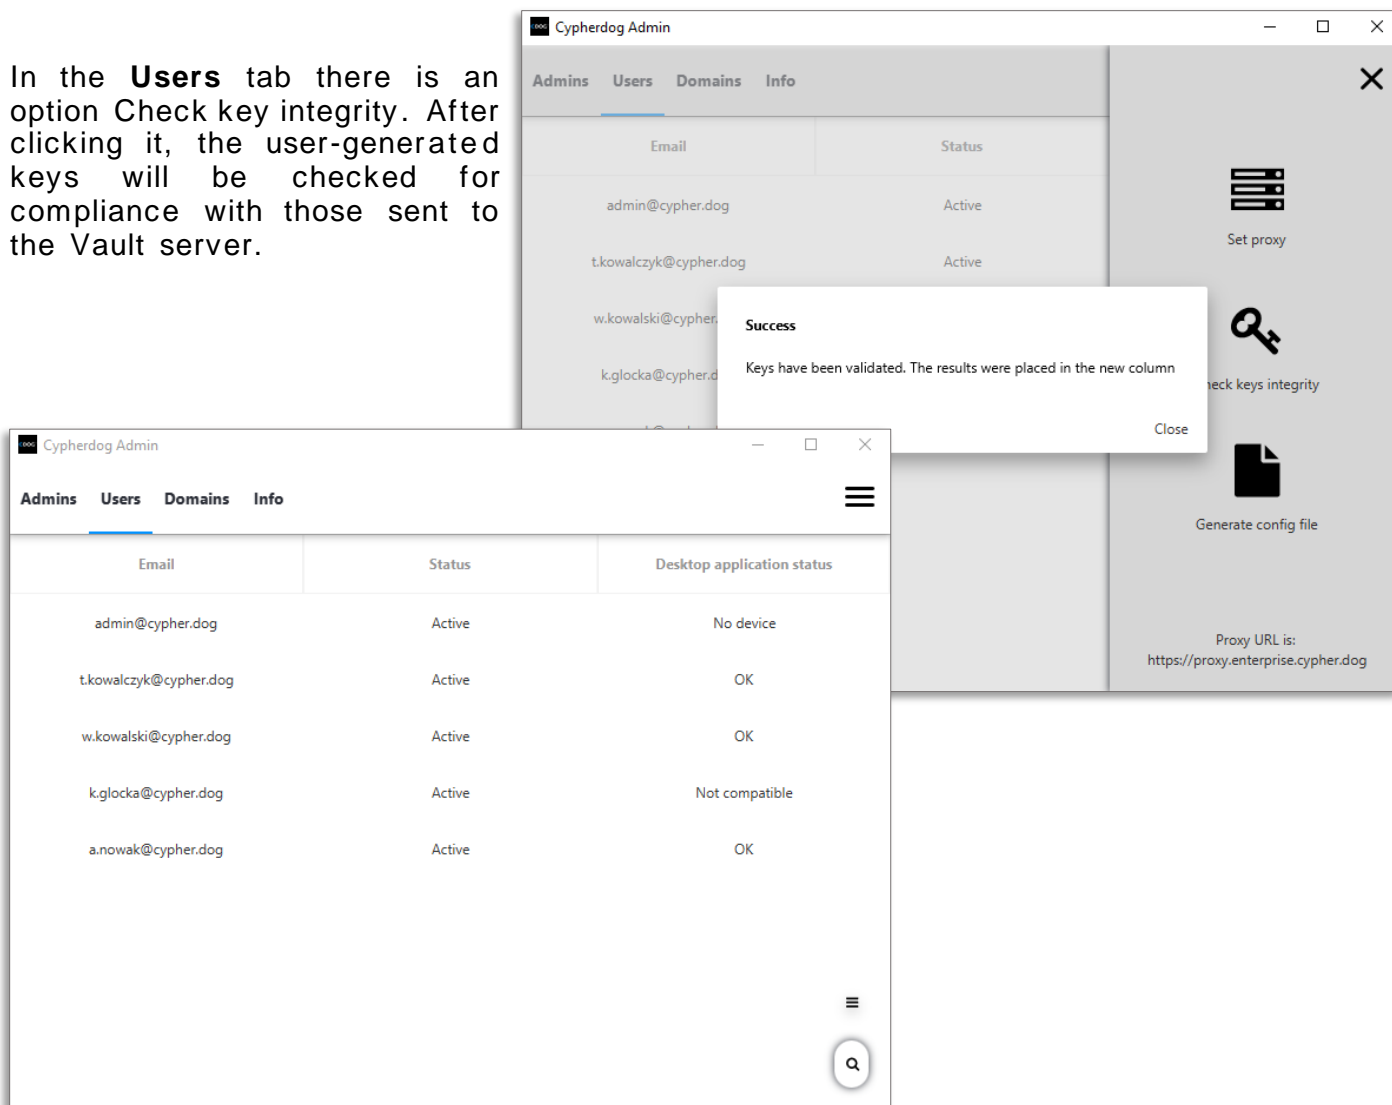 In the Users tab there is an
option Check key integrity. After
clicking it, the user-generated
keys will be checked for
compliance with those sent to
the Vault server.
CDOG Cypherdog Admin
Admins Users Domains Info
Email Status
admin@cypher.dog Active
t.kowalczyk@cypher.dog Active
w.kowalski@cypher.
k.glocka@cypher.d
Set proxy
heck keys integrity
Generate config file
Proxy URL is:
https://proxy.enterprise.cypher.dog
Success
Keys have been validated. The results were placed in the new column
Close
CDOG Cypherdog Admin
Admins Users Domains Info
Email Status Desktop application status
admin@cypher.dog Active No device
t.kowalczyk@cypher.dog Active OK
w.kowalski@cypher.dog Active OK
k.glocka@cypher.dog Active Not compatible
a.nowak@cypher.dog Active OK